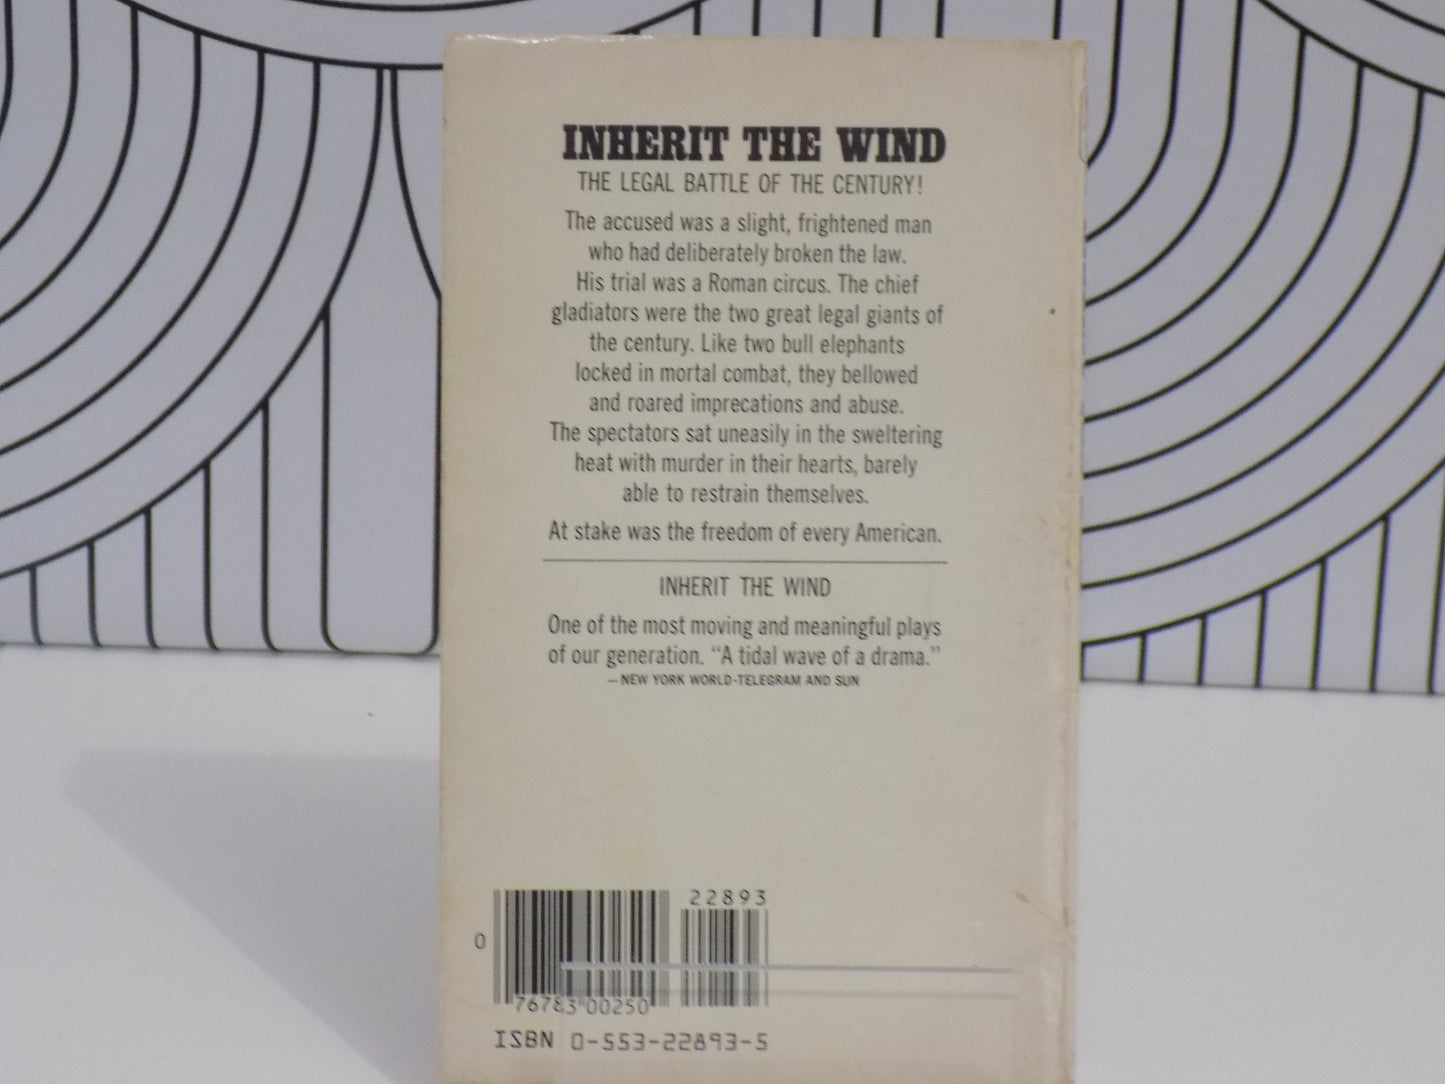 INHERIT THE WIND
THE LEGAL BATTLE OF THE CENTURY!
The accused was a slight, frightened man
who had deliberately broken the law.
His trial was a Roman circus. The chief
gladiators were the two great legal giants of
the century. Like two bull elephants
locked in mortal combat, they bellowed
and roared imprecations and abuse.
The spectators sat uneasily in the sweltering
heat with murder in their hearts, barely
able to restrain themselves.
At stake was the freedom of every American.
INHERIT THE WIND
One of the most moving and meaningful plays
of our generation. “A tidal wave of a drama.”
—NEW YORK WORLD-TELEGRAM AND SUN
22893
0
76783 00250
ISBN 0-553-22893-5